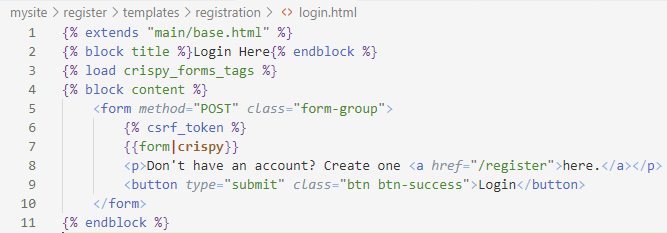 mysite > register > templates > registration > <> login.html
1 {% extends "main/base.html" %}
2 {% block title %}Login Here{% endblock %}
3 {% load crispy_forms_tags %}
4 {% block content %}
5 <form method="POST" class="form-group">
6 {% csrf_token %}
7 {{form|crispy}}
8 <p>Don't have an account? Create one <a href="/register">here.</a></p>
9 <button type="submit" class="btn btn-success">Login</button>
10 </form>
11 {% endblock %}